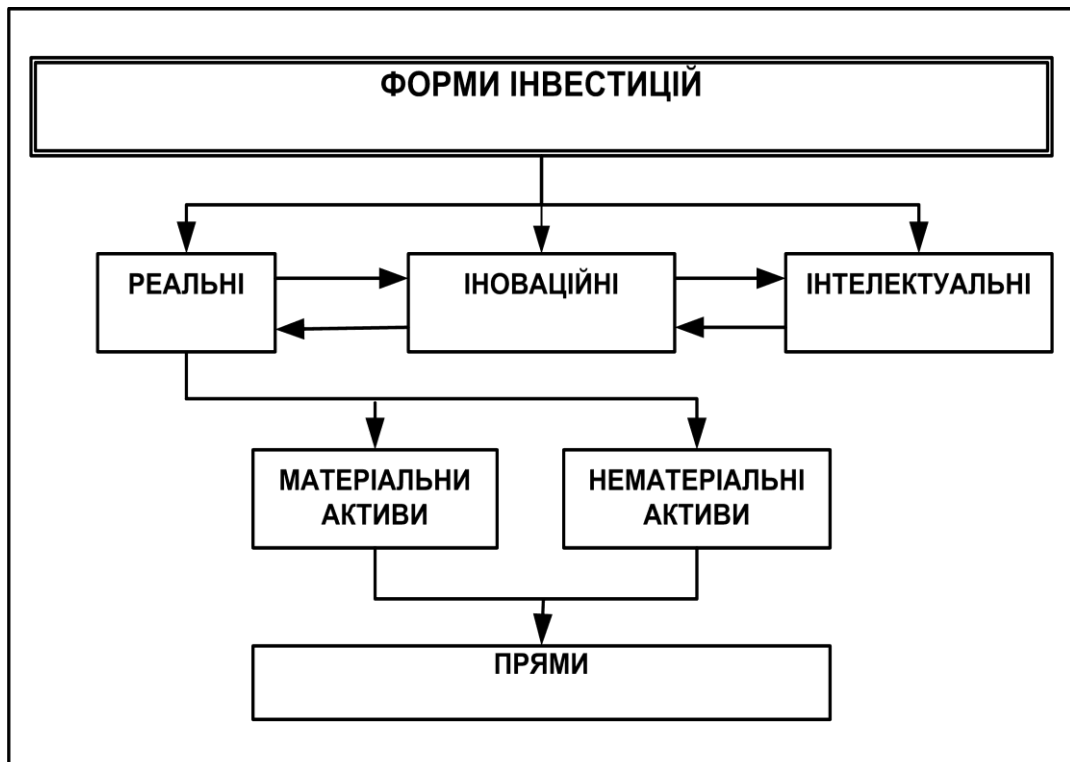 ФОРМИ ІНВЕСТИЦІЙ
РЕАЛЬНІ
ІНОВАЦІЙНІ
ІНТЕЛЕКТУАЛЬНІ
МАТЕРІАЛЬНИ
АКТИВИ
НЕМАТЕРІАЛЬНІ
АКТИВИ
ПРЯМИ